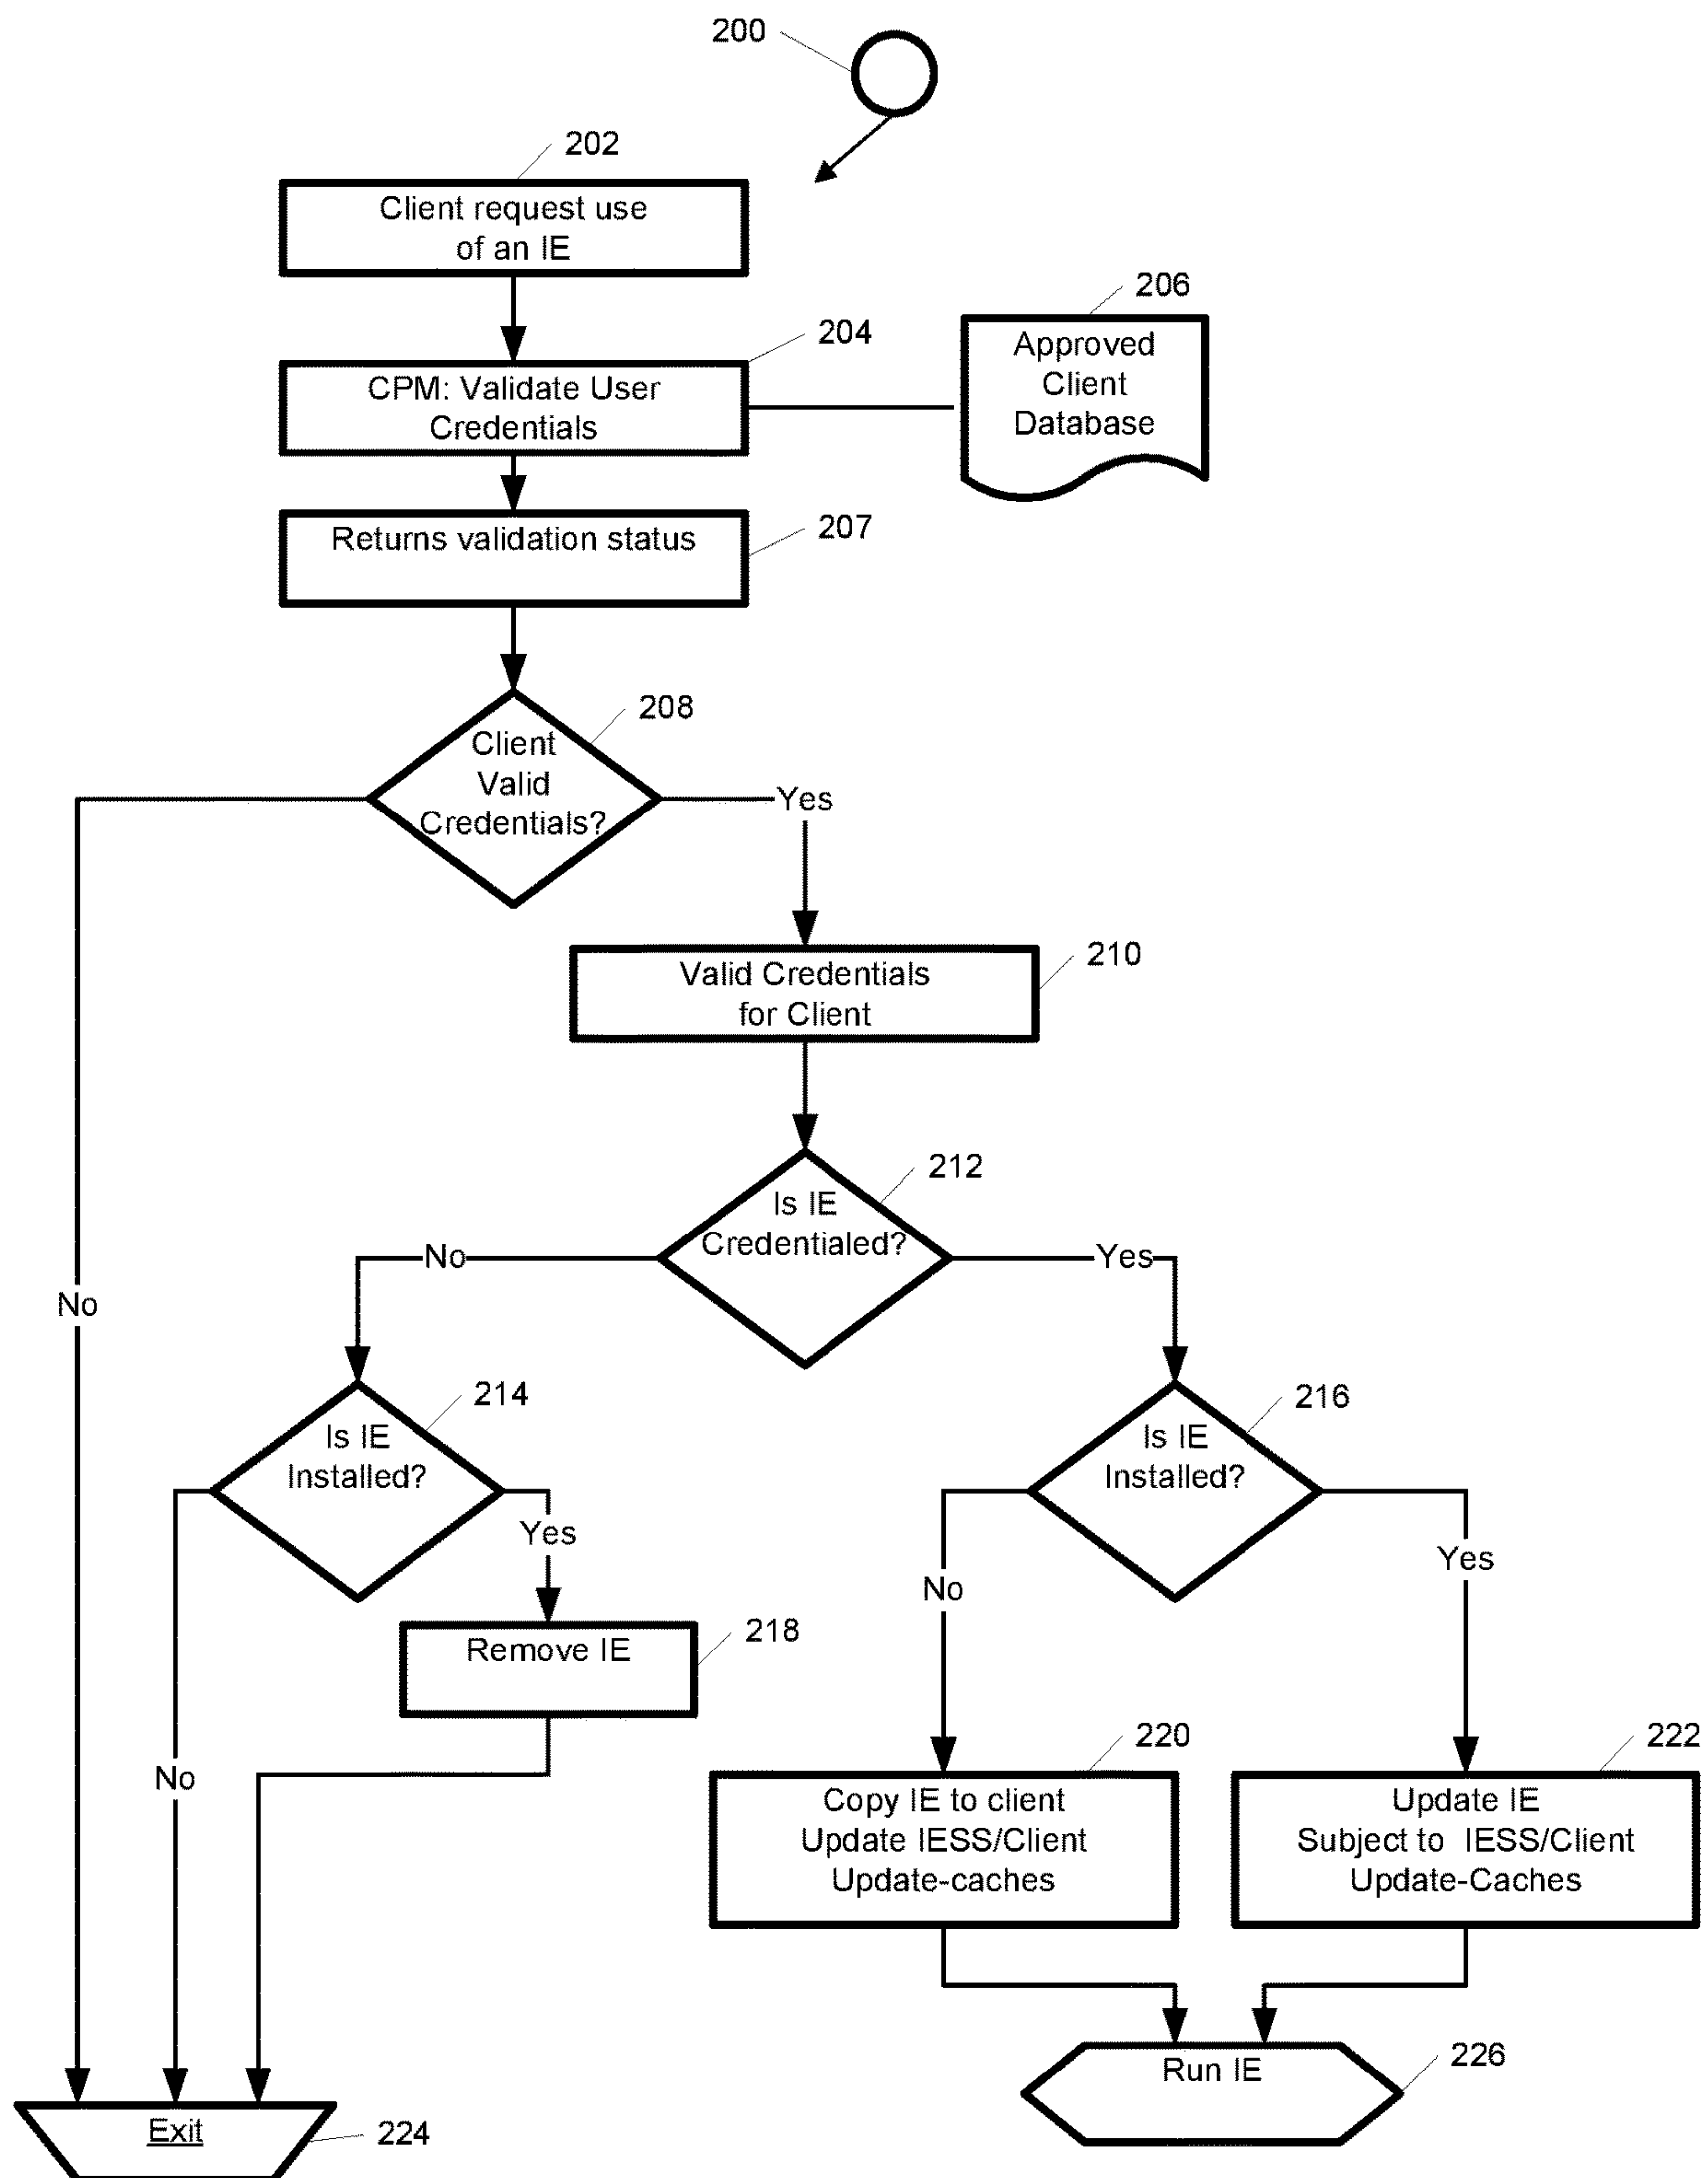 200
202
Client request use
of an IE
206
204
Approved
Client
Database
CPM: Validate User
Credentials
207
Returns validation status
208
Client
Valid
Credentials?
Yes
210
Valid Credentials
for Client
212
Is IE
Credentialed?
No
Yes
No
214
Is IE
Installed?
216
Is IE
Installed?
Yes
Yes
No
218
Remove IE
No
220
Copy IE to client
Update IESS/Client
Update-caches
222
Update IE
Subject to IESS/Client
Update-Caches
Run IE
226
Exit
224